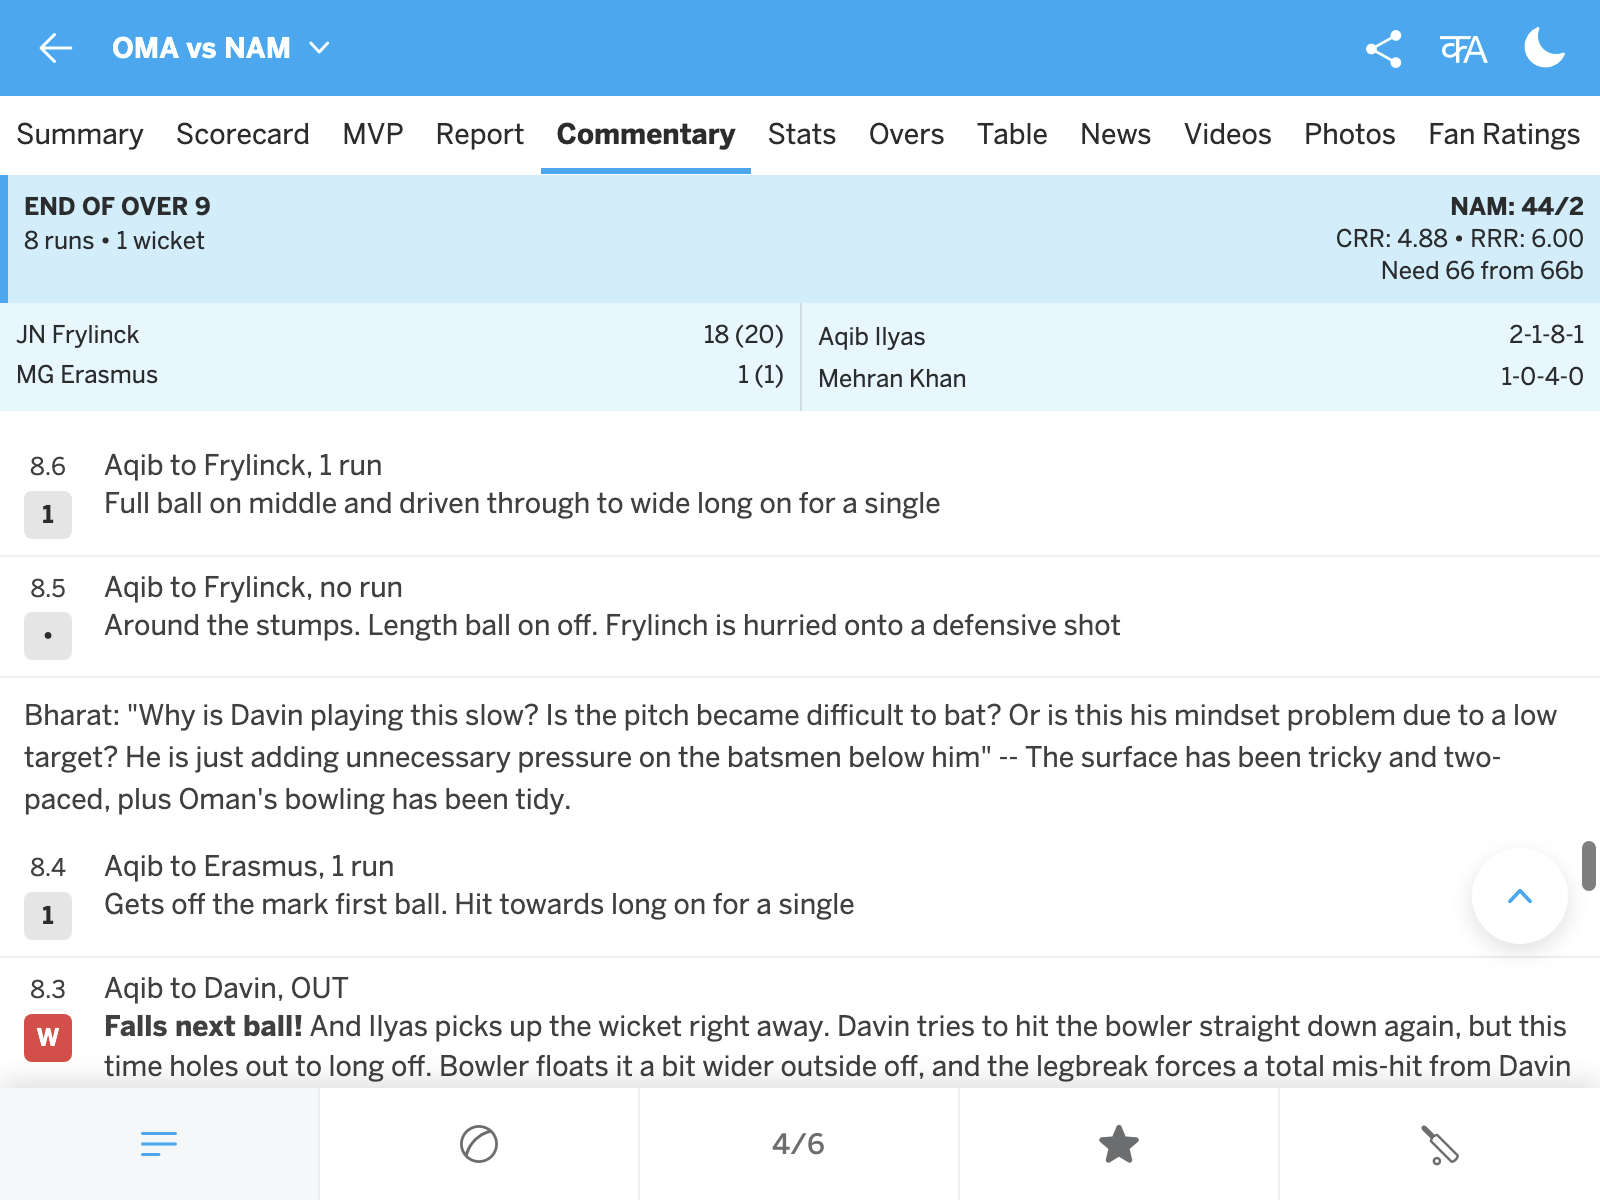 OMA vs NAM
कA
Summary Scorecard MVP Report Commentary Stats Overs Table News Videos Photos Fan Ratings
END OF OVER 9
8 runs • 1 wicket
NAM: 44/2
CRR: 4.88 • RRR: 6.00
Need 66 from 66b
JN Frylinck 18 (20)
MG Erasmus 1 (1)
Aqib Ilyas 2-1-8-1
Mehran Khan 1-0-4-0
8.6 Aqib to Frylinck, 1 run
1 Full ball on middle and driven through to wide long on for a single
8.5 Aqib to Frylinck, no run
• Around the stumps. Length ball on off. Frylinch is hurried onto a defensive shot
Bharat: "Why is Davin playing this slow? Is the pitch became difficult to bat? Or is this his mindset problem due to a low
target? He is just adding unnecessary pressure on the batsmen below him" -- The surface has been tricky and two-
paced, plus Oman's bowling has been tidy.
8.4 Aqib to Erasmus, 1 run
1 Gets off the mark first ball. Hit towards long on for a single
8.3 Aqib to Davin, OUT
W Falls next ball! And Ilyas picks up the wicket right away. Davin tries to hit the bowler straight down again, but this
time holes out to long off. Bowler floats it a bit wider outside off, and the legbreak forces a total mis-hit from Davin
4/6